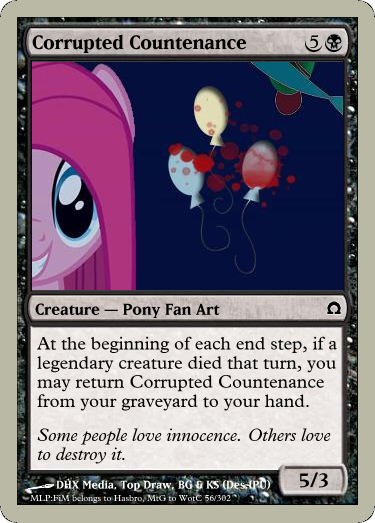 Corrupted Countenance 5
Creature — Pony Fan Art Ω
At the beginning of each end step, if a
legendary creature died that turn, you
may return Corrupted Countenance
from your graveyard to your hand.
Some people love innocence. Others love
to destroy it.
DHX Media, Top Draw, BG & KS (Des:IPU)
MLP:FiM belongs to Hasbro, MtG to WotC 56/302
5/3